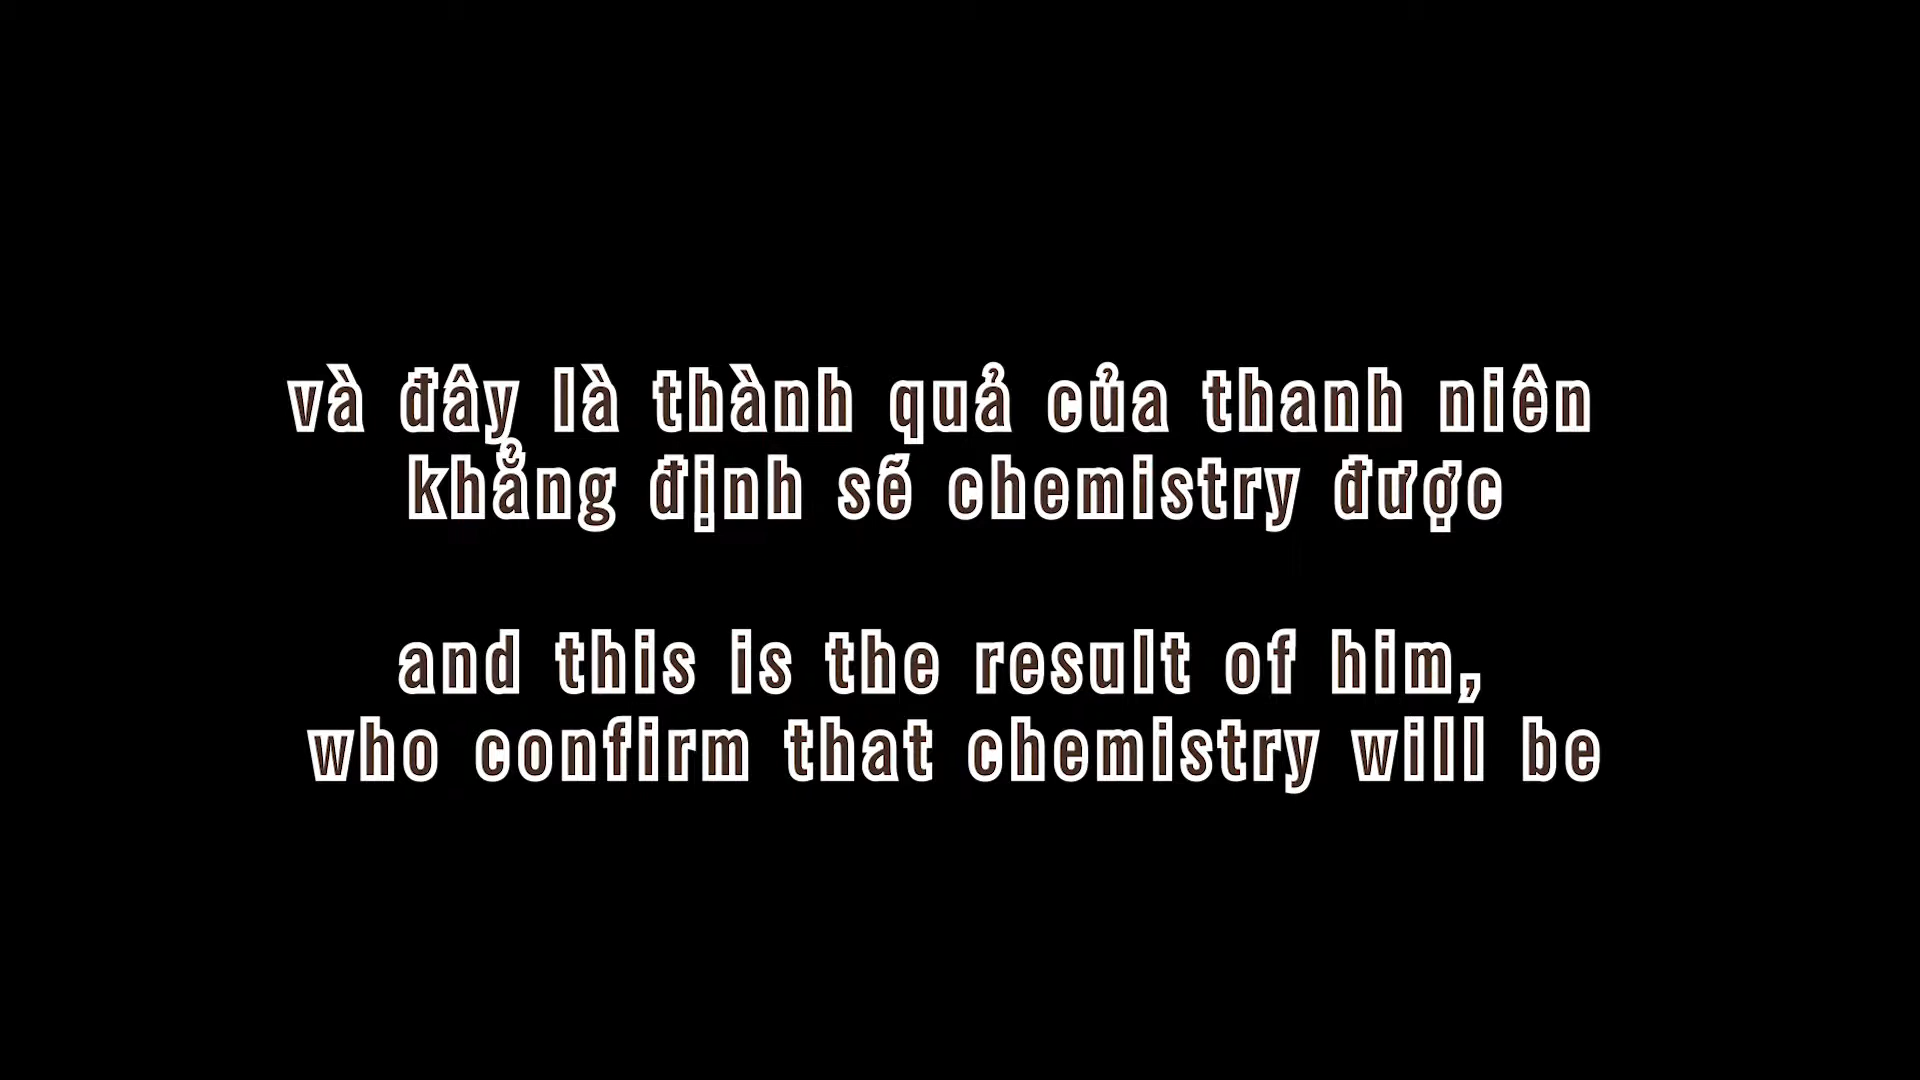 và đây là thành quả của thanh niên
khẳng định sẽ chemistry được
and this is the result of him,
who confirm that chemistry will be